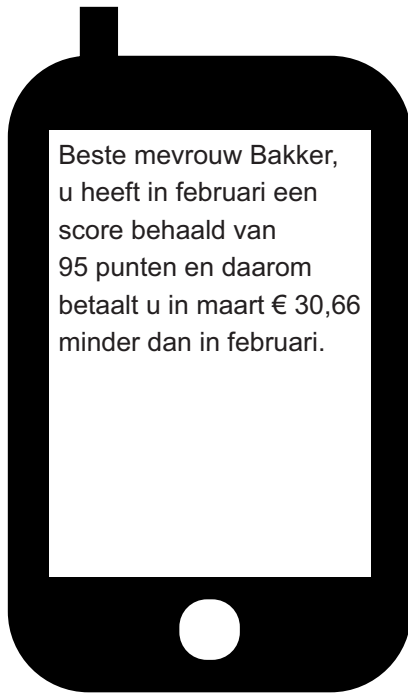 Beste mevrouw Bakker,
u heeft in februari een
score behaald van
95 punten en daarom
betaalt u in maart € 30,66
minder dan in februari.